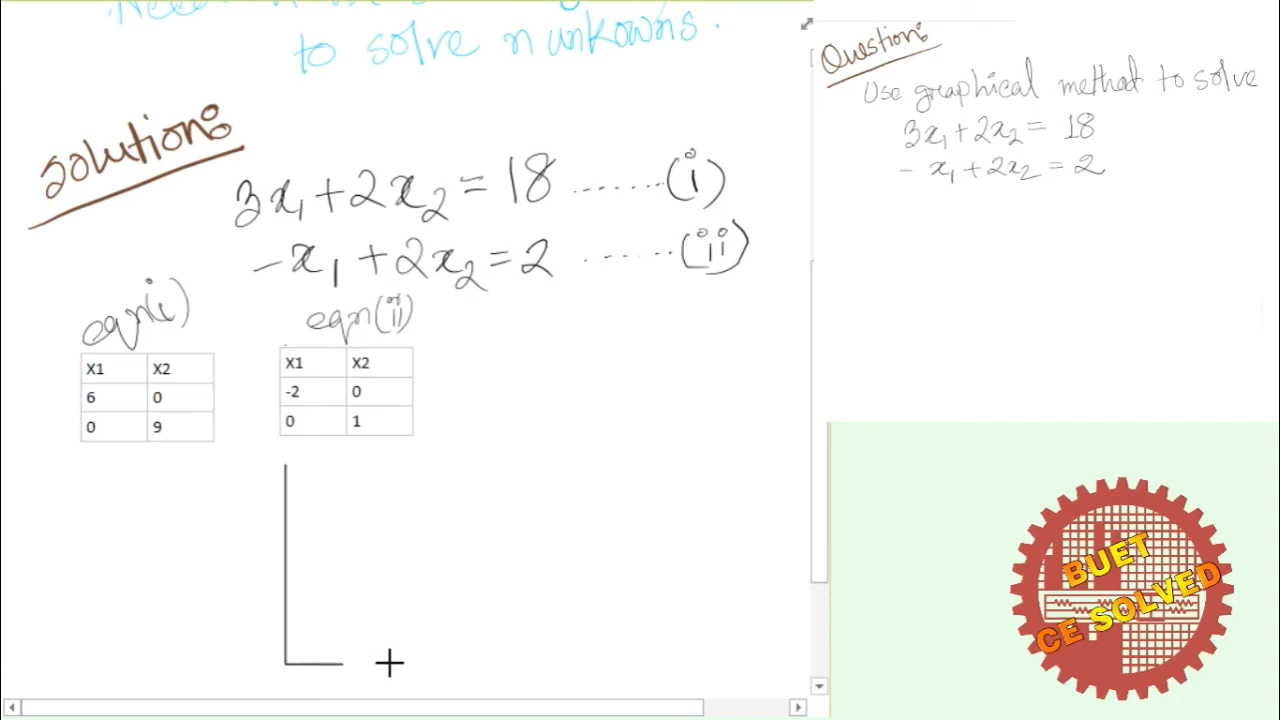 to solve n unkowns.
Solution:
3x₁ + 2x₂ = 18 ......(i)
-x₁ + 2x₂ = 2 ......(ii)
eqn(i)
X1 X2
6 0
0 9
eqn(ii)
X1 X2
-2 0
0 1
Question:
Use graphical method to solve
3x₁ + 2x₂ = 18
- x₁ + 2x₂ = 2
BUET
CE SOLVED